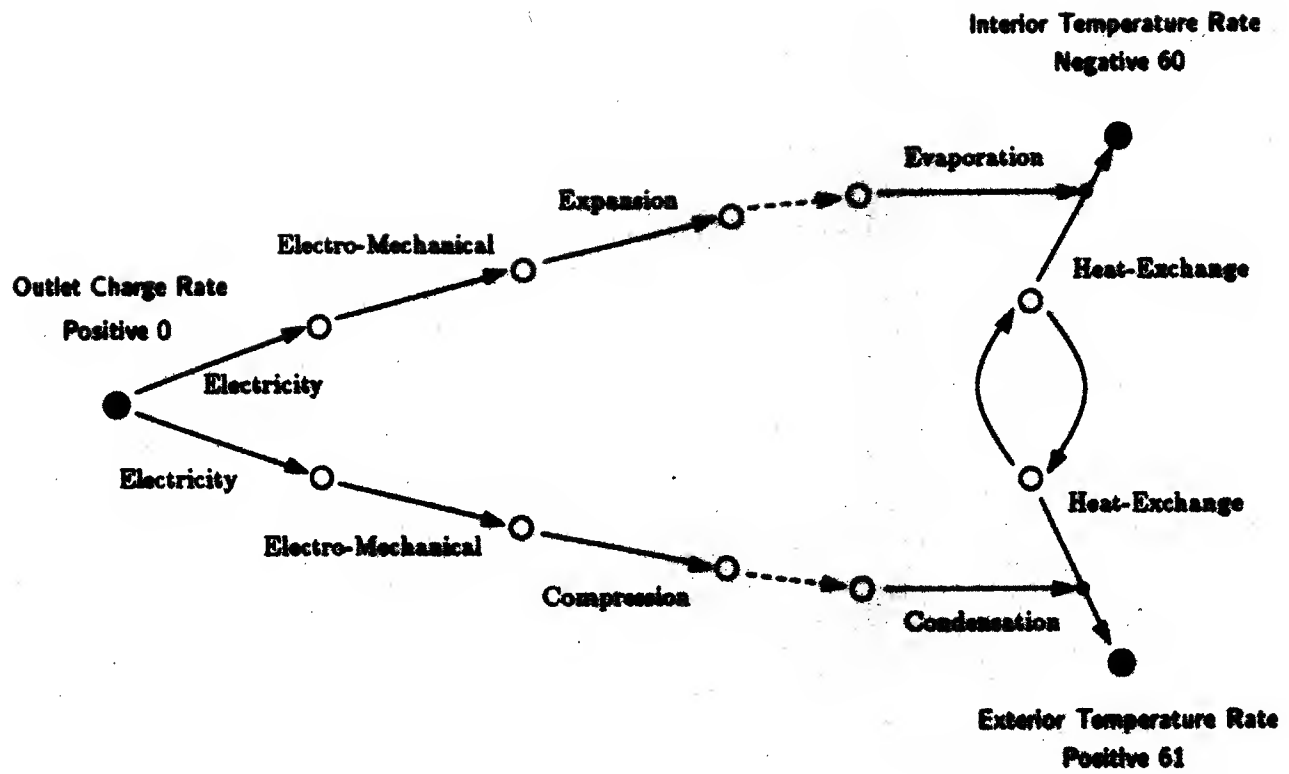 Interior Temperature Rate
Negative 60
Evaporation
Expansion
Electro-Mechanical
Heat-Exchange
Outlet Charge Rate
Positive 0
Electricity
Electricity
Heat-Exchange
Electro-Mechanical
Compression
Condensation
Exterior Temperature Rate
Positive 61